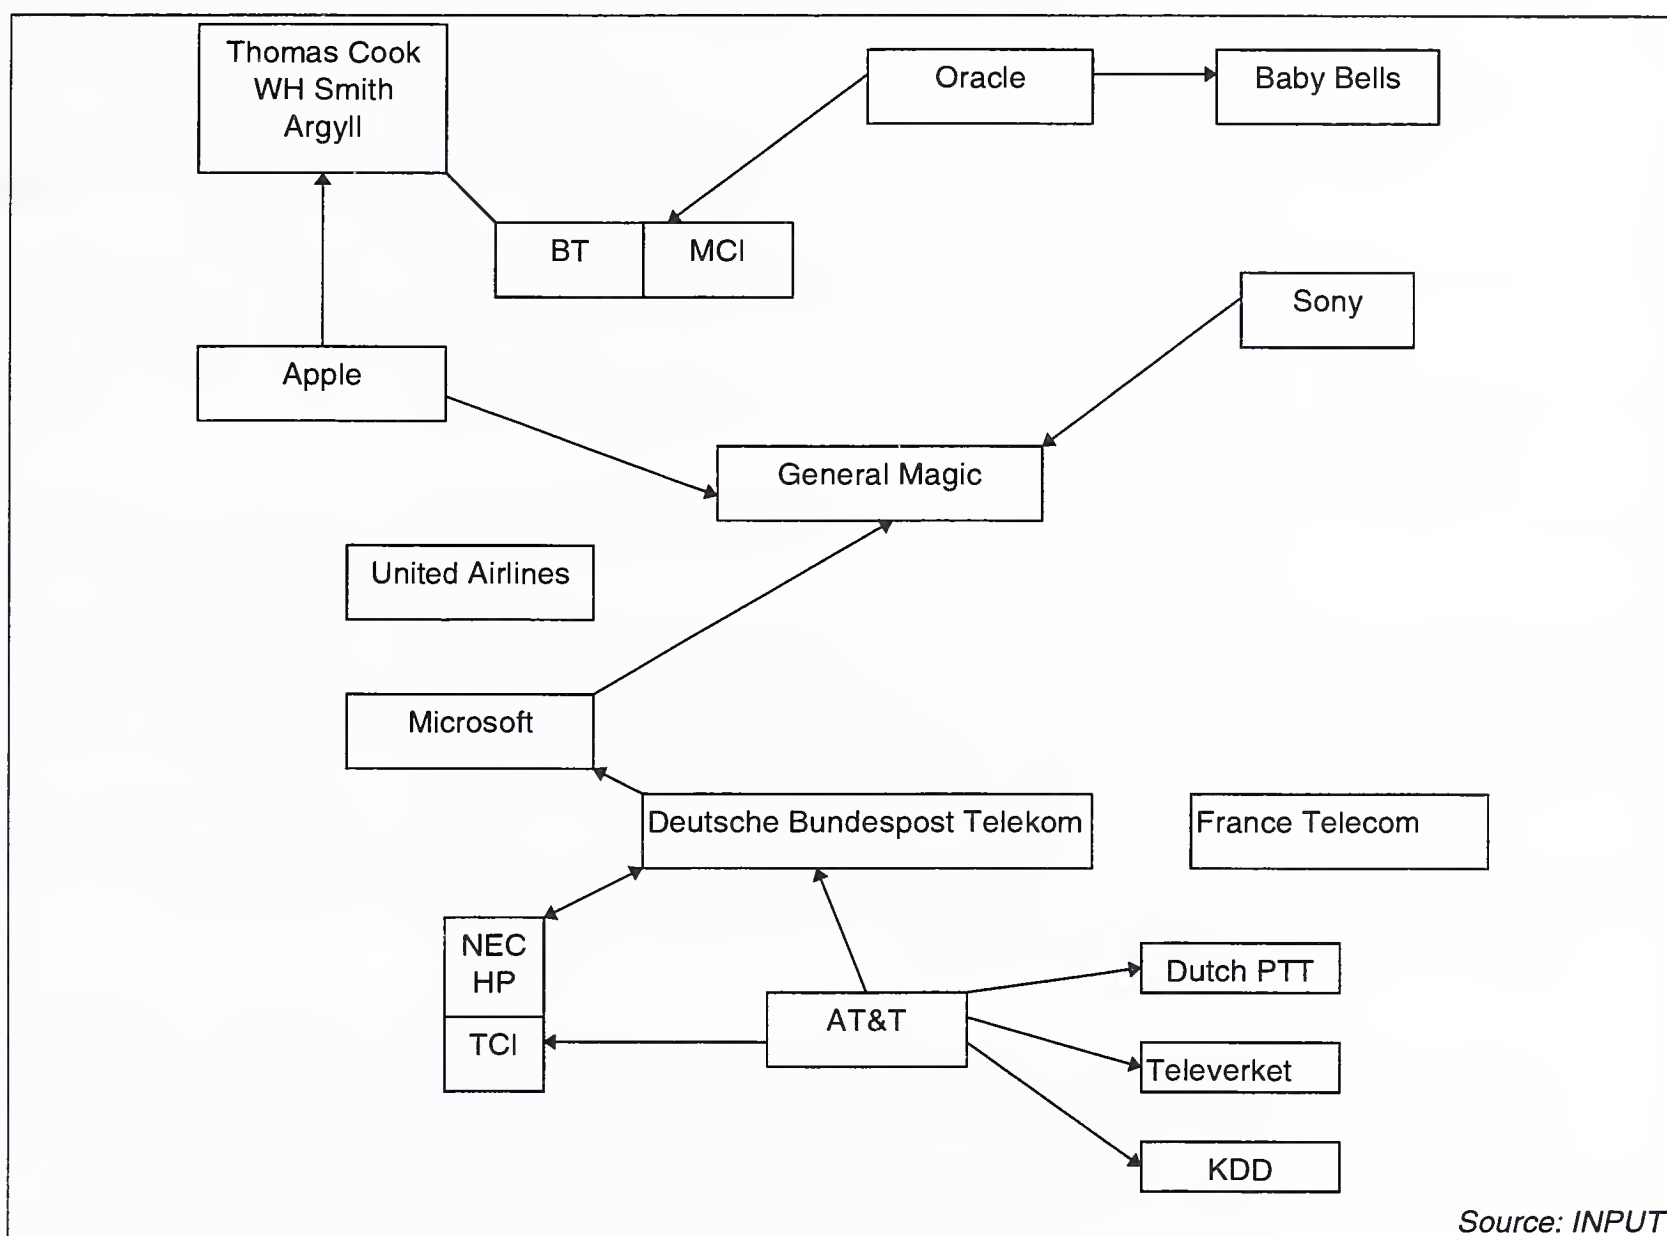 Thomas Cook
WH Smith
Argyll
Oracle
Baby Bells
BT
MCI
Sony
Apple
General Magic
United Airlines
Microsoft
Deutsche Bundespost Telekom
France Telecom
NEC
HP
TCI
AT&T
Dutch PTT
Televerket
KDD
Source: INPUT